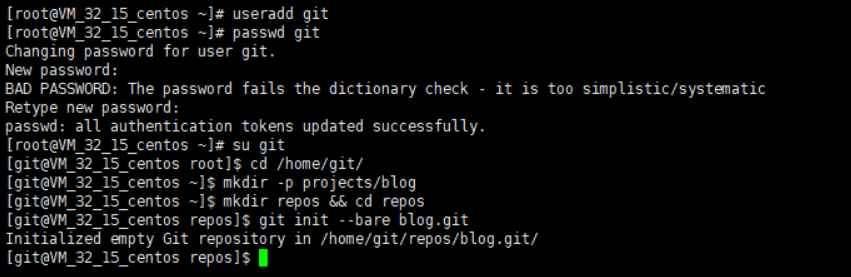 [root@VM_32_15_centos ~]# useradd git
[root@VM_32_15_centos ~]# passwd git
Changing password for user git.
New password:
BAD PASSWORD: The password fails the dictionary check - it is too simplistic/systematic
Retype new password:
passwd: all authentication tokens updated successfully.
[root@VM_32_15_centos ~]# su git
[git@VM_32_15_centos root]$ cd /home/git/
[git@VM_32_15_centos ~]$ mkdir -p projects/blog
[git@VM_32_15_centos ~]$ mkdir repos && cd repos
[git@VM_32_15_centos repos]$ git init --bare blog.git
Initialized empty Git repository in /home/git/repos/blog.git/
[git@VM_32_15_centos repos]$